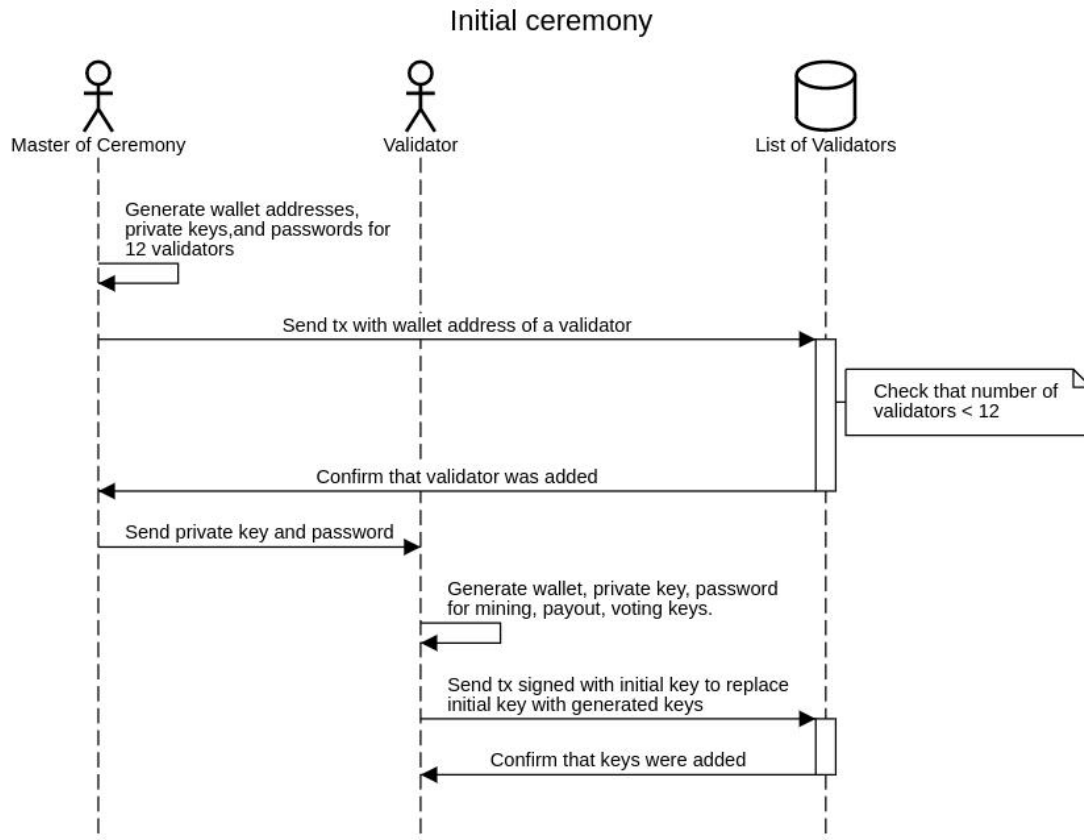 Initial ceremony
Master of Ceremony
Validator
List of Validators
Generate wallet addresses,
private keys,and passwords for
12 validators
Send tx with wallet address of a validator
Check that number of
validators < 12
Confirm that validator was added
Send private key and password
Generate wallet, private key, password
for mining, payout, voting keys.
Send tx signed with initial key to replace
initial key with generated keys
Confirm that keys were added